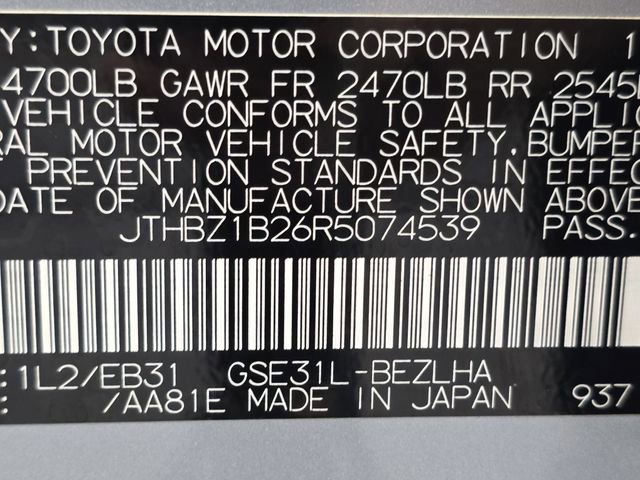 Y:TOYOTA MOTOR CORPORATION 1
4700LB GAWR FR 2470LB RR 2545
VEHICLE CONFORMS TO ALL APPLIC
RAL MOTOR VEHICLE SAFETY, BUMPER
PREVENTION STANDARDS IN EFFEC
DATE OF MANUFACTURE SHOWN ABOVE
JTHBZ1B26R5074539 PASS.
:1L2/EB31 GSE31L-BEZLHA
: /AA81E MADE IN JAPAN 937